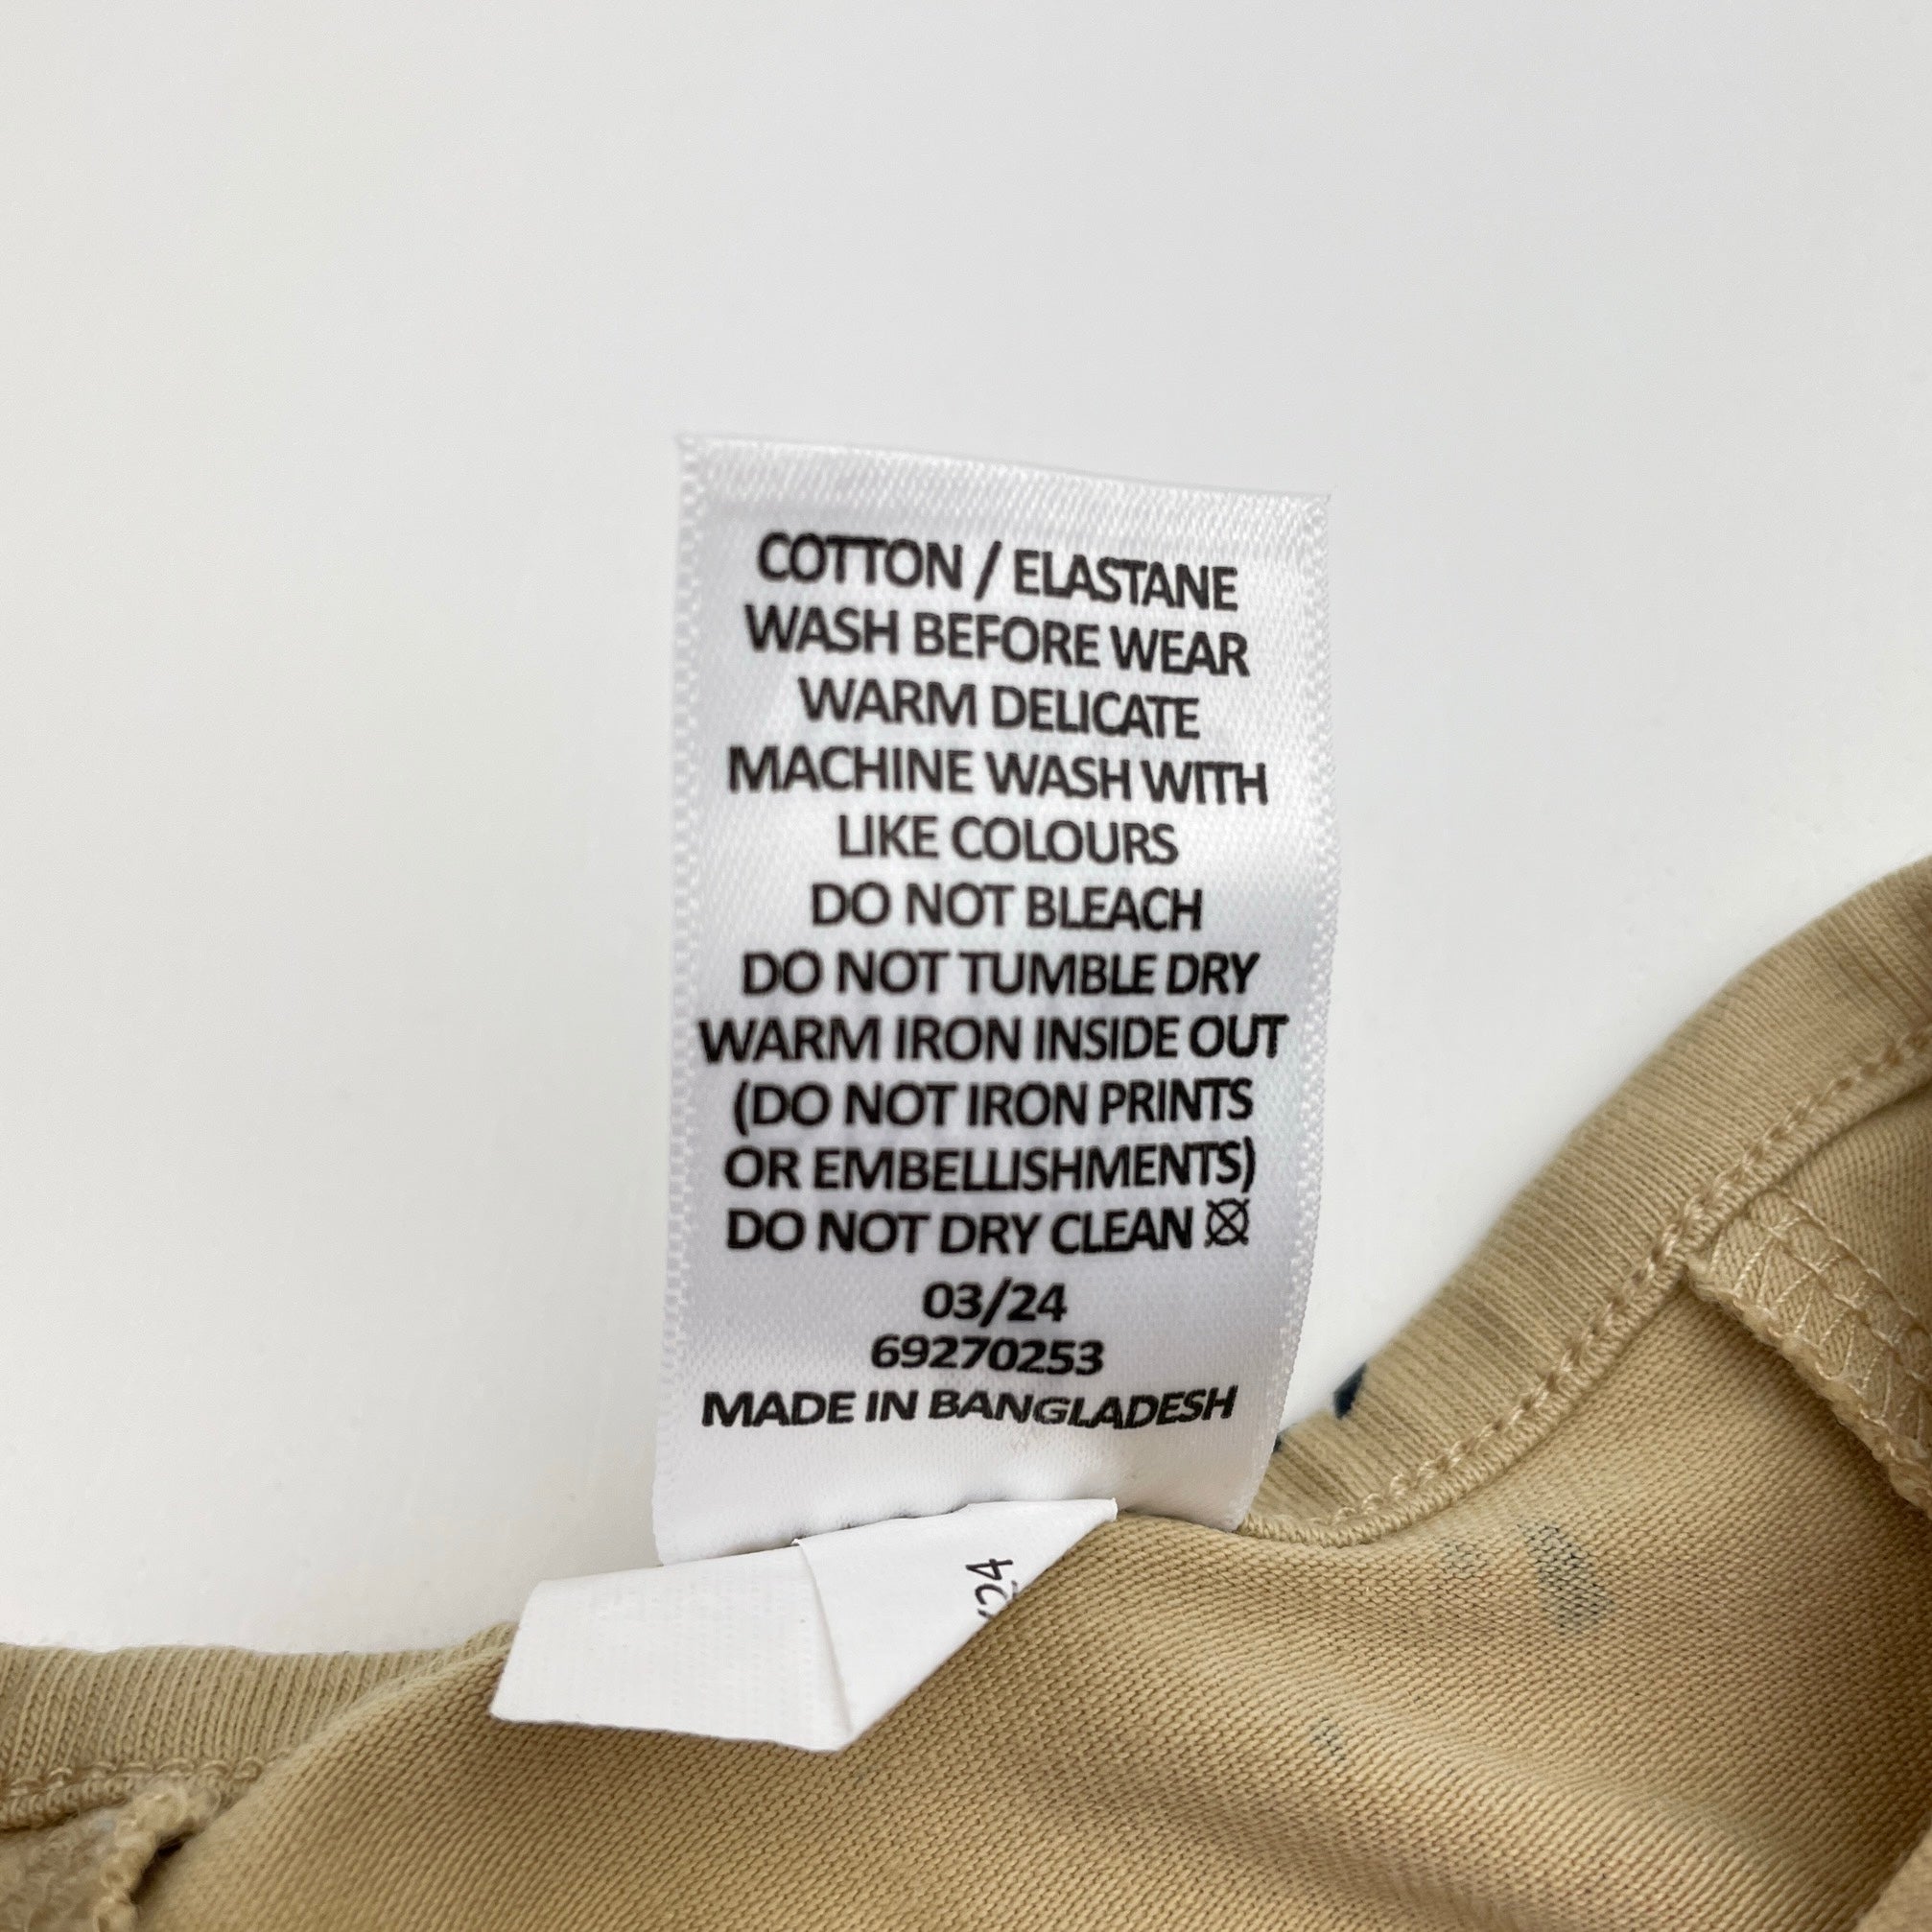 COTTON / ELASTANE
WASH BEFORE WEAR
WARM DELICATE
MACHINE WASH WITH
LIKE COLOURS
DO NOT BLEACH
DO NOT TUMBLE DRY
WARM IRON INSIDE OUT
(DO NOT IRON PRINTS
OR EMBELLISHMENTS)
DO NOT DRY CLEAN
03/24
69270253
MADE IN BANGLADESH
/24